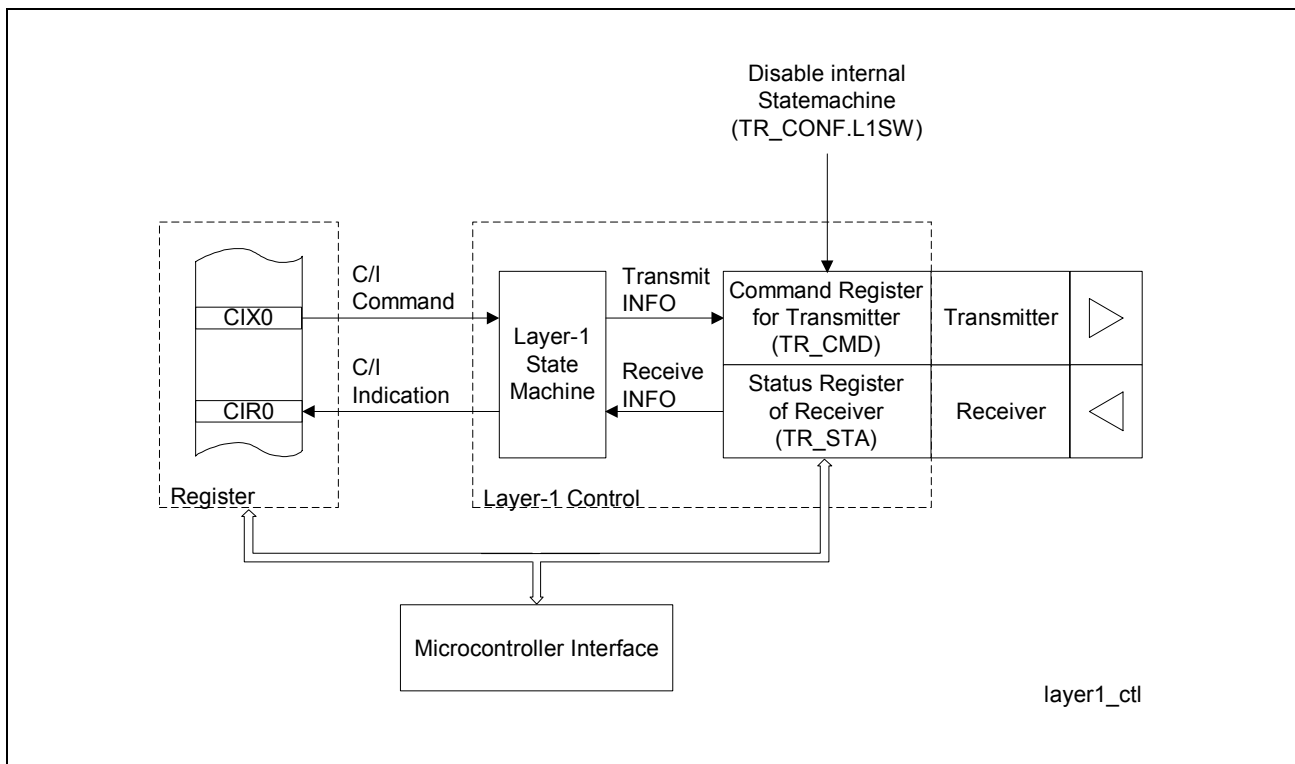 Disable internal
Statemachine
(TR_CONF.L1SW)
C/I
Command
CIX0
C/I
Indication
CIR0
Register
Layer-1
State
Machine
Transmit
INFO
Receive
INFO
Command Register
for Transmitter
(TR_CMD)
Transmitter
Status Register
of Receiver
(TR_STA)
Receiver
Layer-1 Control
Microcontroller Interface
layer1_ctl